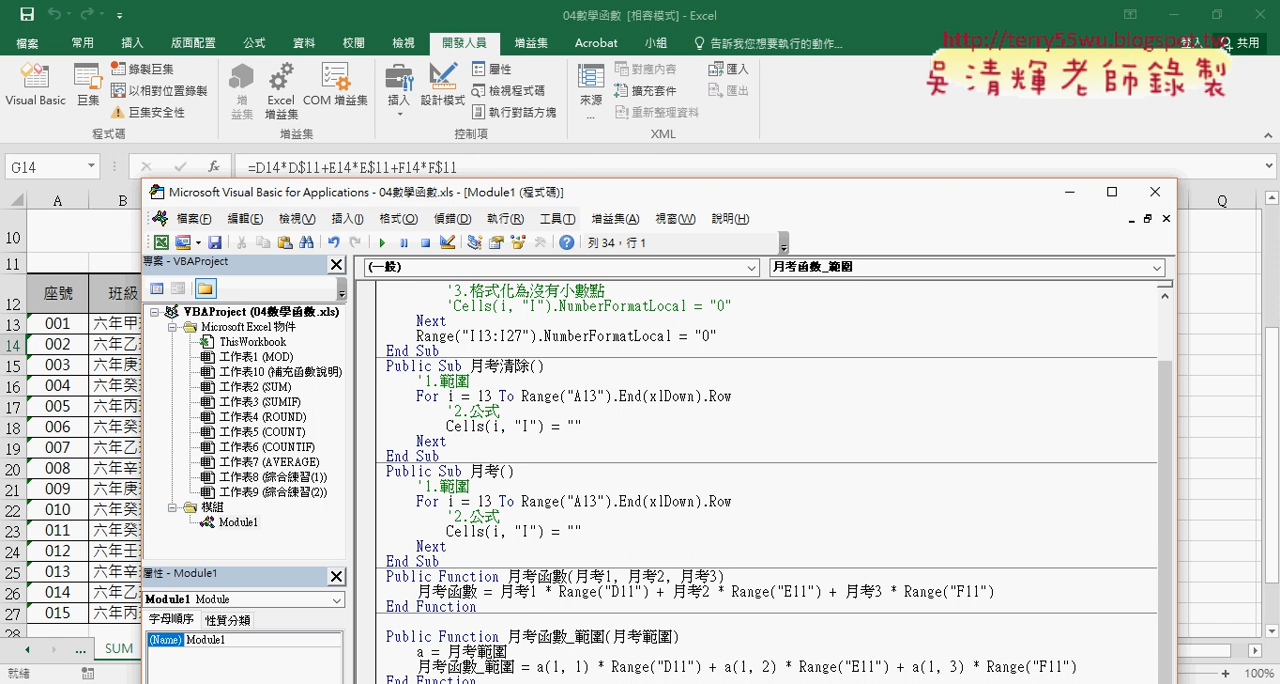 04數學函數 [相容模式] - Excel
http://terry55wu.blogspot.tw
吳清輝老師錄製
檔案 常用 插入 版面配置 公式 資料 校閱 檢視 開發人員 增益集 Acrobat 小組 告訴我您想要執行的動作... 登入 共用
Visual Basic 巨集 錄製巨集 以相對位置錄製 巨集安全性
增益集 Excel 增益集 COM 增益集
插入 設計模式 屬性 檢視程式碼 執行對話方塊
來源... 對應內容 擴充套件 重新整理資料 匯入 匯出
程式碼 增益集 控制項 XML
G14 fx =D14*D$11+E14*E$11+F14*F$11
A B Q
10
11
12 座號 班級
13 001 六年甲
14 002 六年乙
15 003 六年庚
16 004 六年癸
17 005 六年丙
18 006 六年癸
19 007 六年乙
20 008 六年辛
21 009 六年庚
22 010 六年癸
23 011 六年癸
24 012 六年壬
25 013 六年辛
26 014 六年乙
27 015 六年丙
28
... SUM
就緒 100%
Microsoft Visual Basic for Applications - 04數學函數.xls - [Module1 (程式碼)]
檔案(F) 編輯(E) 檢視(V) 插入(I) 格式(O) 偵錯(D) 執行(R) 工具(T) 增益集(A) 視窗(W) 說明(H)
列 34，行 1
專案 - VBAProject
VBAProject (04數學函數.xls)
Microsoft Excel 物件
ThisWorkbook
工作表1 (MOD)
工作表10 (補充函數說明)
工作表2 (SUM)
工作表3 (SUMIF)
工作表4 (ROUND)
工作表5 (COUNT)
工作表6 (COUNTIF)
工作表7 (AVERAGE)
工作表8 (綜合練習(1))
工作表9 (綜合練習(2))
模組
Module1
屬性 - Module1
Module1 Module
字母順序 性質分類
(Name) Module1
(一般) 月考函數_範圍
'3.格式化為沒有小數點
'Cells(i, "I").NumberFormatLocal = "0"
Next
Range("I13:I27").NumberFormatLocal = "0"
End Sub
Public Sub 月考清除()
'1.範圍
For i = 13 To Range("A13").End(xlDown).Row
'2.公式
Cells(i, "I") = ""
Next
End Sub
Public Sub 月考()
'1.範圍
For i = 13 To Range("A13").End(xlDown).Row
'2.公式
Cells(i, "I") = ""
Next
End Sub
Public Function 月考函數(月考1, 月考2, 月考3)
月考函數 = 月考1 * Range("D11") + 月考2 * Range("E11") + 月考3 * Range("F11")
End Function
Public Function 月考函數_範圍(月考範圍)
a = 月考範圍
月考函數_範圍 = a(1, 1) * Range("D11") + a(1, 2) * Range("E11") + a(1, 3) * Range("F11")
End Function